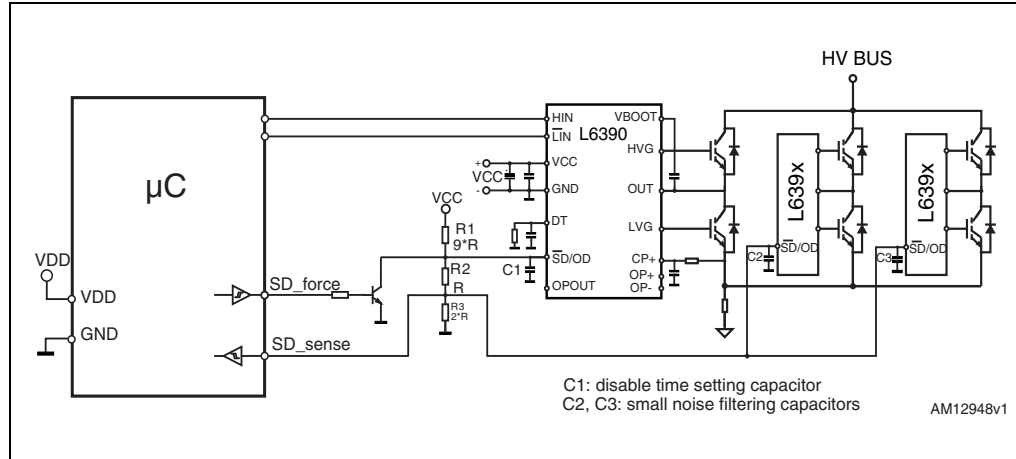 HV BUS
µC
HIN
VBOOT
LIN
L6390
HVG
VCC
+
VCC
-
GND
OUT
VCC
DT
LVG
R1
9*R
SD/OD
C1
CP+
OP+
OP-
OPOUT
R2
R
R3
2*R
L639x
SD/OD
C2
L639x
SD/OD
C3
VDD
VDD
GND
SD_force
SD_sense
C1: disable time setting capacitor
C2, C3: small noise filtering capacitors
AM12948v1